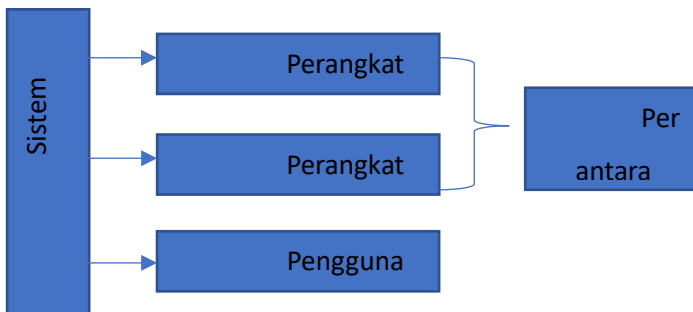 Sistem
Perangkat
Perangkat
Pengguna
Per
antara